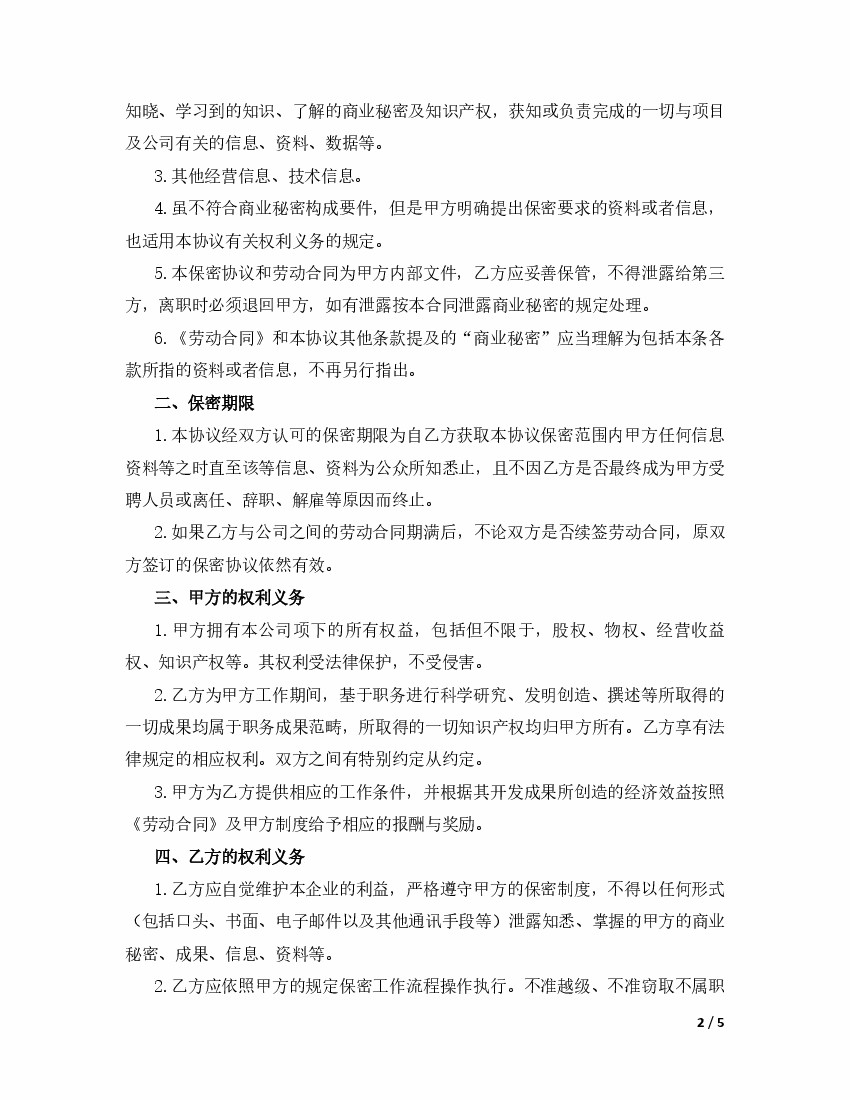 知晓、学习到的知识、了解的商业秘密及知识产权，获知或负责完成的一切与项目
及公司有关的信息、资料、数据等。
3.其他经营信息、技术信息。
4.虽不符合商业秘密构成要件，但是甲方明确提出保密要求的资料或者信息，
也适用本协议有关权利义务的规定。
5.本保密协议和劳动合同为甲方内部文件，乙方应妥善保管，不得泄露给第三
方，离职时必须退回甲方，如有泄露按本合同泄露商业秘密的规定处理。
6.《劳动合同》和本协议其他条款提及的“商业秘密”应当理解为包括本条各
款所指的资料或者信息，不再另行指出。
二、保密期限
1.本协议经双方认可的保密期限为自乙方获取本协议保密范围内甲方任何信息
资料等之时直至该等信息、资料为公众所知悉止，且不因乙方是否最终成为甲方受
聘人员或离任、辞职、解雇等原因而终止。
2.如果乙方与公司之间的劳动合同期满后，不论双方是否续签劳动合同，原双
方签订的保密协议依然有效。
三、甲方的权利义务
1.甲方拥有本公司项下的所有权益，包括但不限于，股权、物权、经营收益
权、知识产权等。其权利受法律保护，不受侵害。
2.乙方为甲方工作期间，基于职务进行科学研究、发明创造、撰述等所取得的
一切成果均属于职务成果范畴，所取得的一切知识产权均归甲方所有。乙方享有法
律规定的相应权利。双方之间有特别约定从约定。
3.甲方为乙方提供相应的工作条件，并根据其开发成果所创造的经济效益按照
《劳动合同》及甲方制度给予相应的报酬与奖励。
四、乙方的权利义务
1.乙方应自觉维护本企业的利益，严格遵守甲方的保密制度，不得以任何形式
（包括口头、书面、电子邮件以及其他通讯手段等）泄露知悉、掌握的甲方的商业
秘密、成果、信息、资料等。
2.乙方应依照甲方的规定保密工作流程操作执行。不准越级、不准窃取不属职
2 / 5